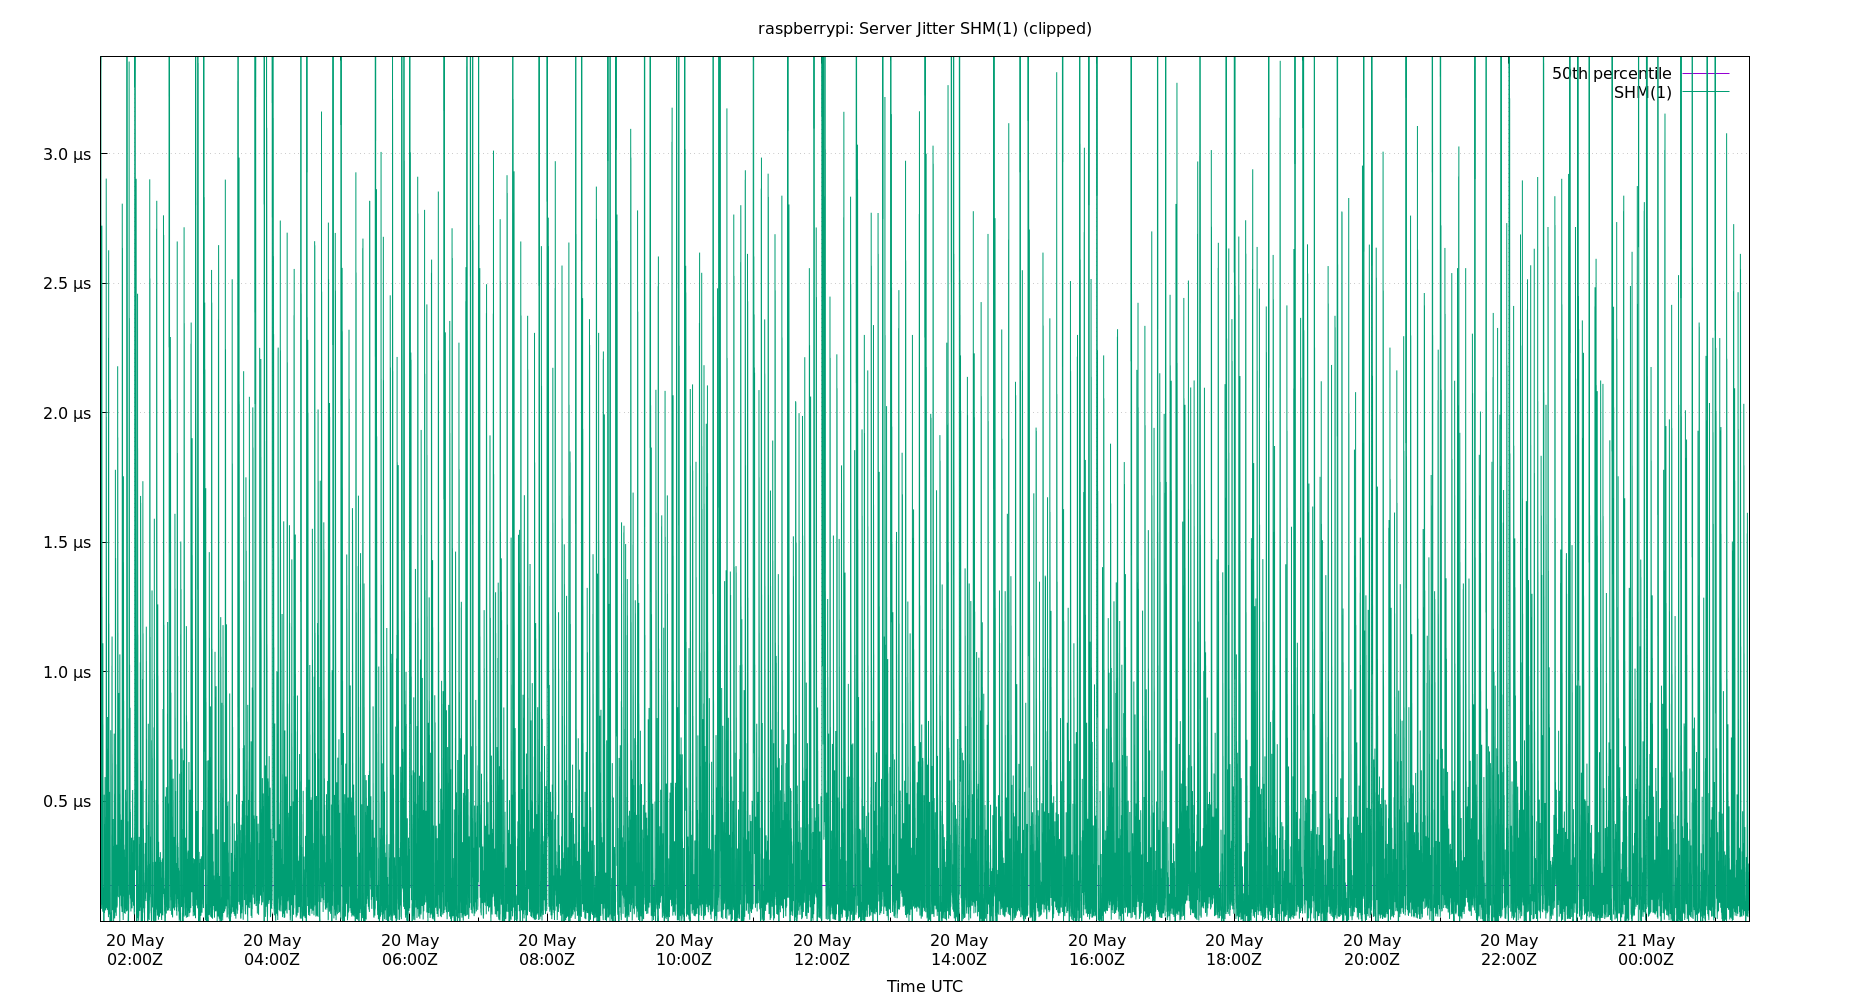 raspberrypi: Server Jitter SHM(1) (clipped)
50th percentile
SHM(1)
3.0 µs
2.5 µs
2.0 µs
1.5 µs
1.0 µs
0.5 µs
20 May 20 May 20 May 20 May 20 May 20 May 20 May 20 May 20 May 20 May 20 May 21 May
02:00Z 04:00Z 06:00Z 08:00Z 10:00Z 12:00Z 14:00Z 16:00Z 18:00Z 20:00Z 22:00Z 00:00Z
Time UTC